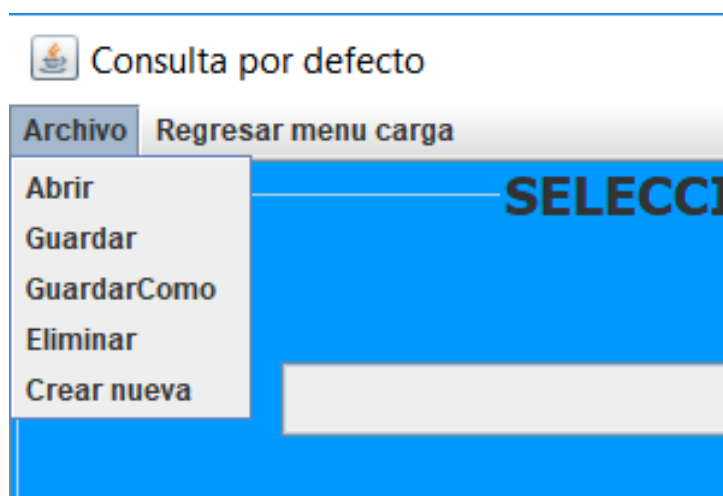 Consulta por defecto
Archivo Regresar menu carga
Abrir
SELECCI
Guardar
GuardarComo
Eliminar
Crear nueva